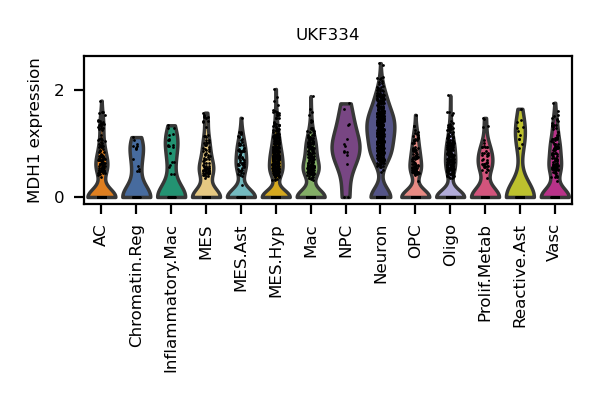 UKF334
MDH1 expression
2
0
AC
Chromatin.Reg
Inflammatory.Mac
MES
MES.Ast
MES.Hyp
Mac
NPC
Neuron
OPC
Oligo
Prolif.Metab
Reactive.Ast
Vasc